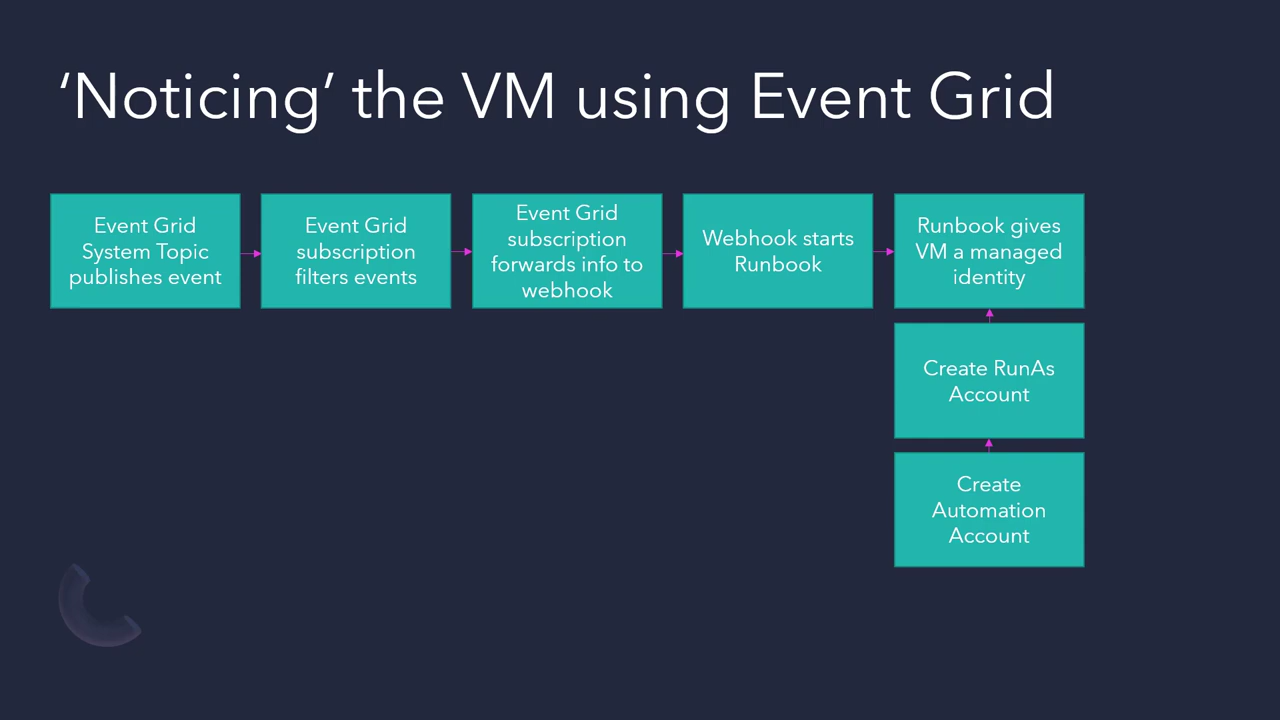 ‘Noticing’ the VM using Event Grid
Event Grid
System Topic
publishes event
Event Grid
subscription
filters events
Event Grid
subscription
forwards info to
webhook
Webhook starts
Runbook
Runbook gives
VM a managed
identity
Create RunAs
Account
Create
Automation
Account